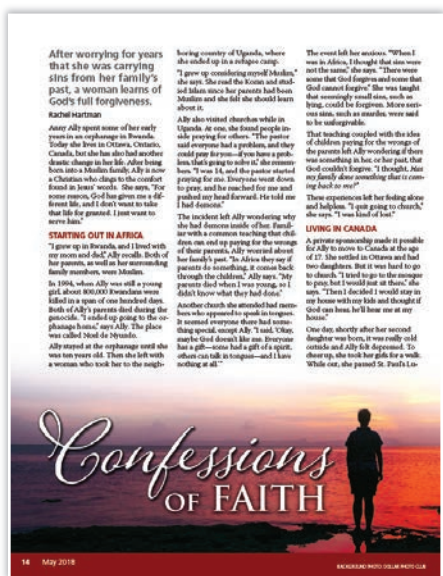 After worrying for years
that she was carrying
sins from her family's
past, a woman learns of
God's full forgiveness.
Rachel Hartman
Amy Ally spent some of her early
years in an orphanage in Rwanda.
Today she lives in Ottawa, Ontario,
Canada, but she has also had another
drastic change in her life. After being
born into a Muslim family, Ally is now
a Christian who clings to the comfort
found in Jesus' words. She says, "For
some reason, God has given me a dif-
ferent life, and I don't want to take
that life for granted. I just want to
serve him."
STARTING OUT IN AFRICA
"I grew up in Rwanda, and I lived with
my mom and dad," Ally recalls. Both of
her parents, as well as her surrounding
family members, were Muslim.
In 1994, when Ally was still a young
girl, about 800,000 Rwandans were
killed in a span of one hundred days.
Both of Ally's parents died during the
genocide. "I ended up going to the or-
phanage home," says Ally. The place
was called Noel de Nyundo.
Ally stayed at the orphanage until she
was ten years old. Then she left with
a woman who took her to the neigh-
boring country of Uganda, where
she ended up in a refugee camp.
"I grew up considering myself Muslim,"
she says. She read the Koran and stud-
ied Islam since her parents had been
Muslim and she felt she should learn
about it.
Ally also visited churches while in
Uganda. At one, she found people in-
side praying for others. "The pastor
said everyone had a problem, and they
could pray for you—if you have a prob-
lem, that's going to solve it," she remem-
bers. "I was 14, and the pastor started
praying for me. Everyone went down
to pray, and he reached for me and
pushed my head forward. He told me
I had demons."
The incident left Ally wondering why
she had demons inside of her. Famil-
iar with a common teaching that chil-
dren can end up paying for the wrongs
of their parents, Ally worried about
her family's past. "In Africa they say if
parents do something, it comes back
through the children," Ally says. "My
parents died when I was young, so I
didn't know what they had done."
Another church she attended had mem-
bers who appeared to speak in tongues.
It seemed everyone there had some-
thing special, except Ally. "I said, 'Okay,
maybe God doesn't like me. Everyone
has a gift—some had a gift of a spirit,
others can talk in tongues—and I have
nothing at all.'"
The event left her anxious. "When I
was in Africa, I thought that sins were
not the same," she says. "There were
some that God forgives and some that
God cannot forgive." She was taught
that seemingly small sins, such as
lying, could be forgiven. More seri-
ous sins, such as murder, were said
to be unforgivable.
That teaching coupled with the idea
of children paying for the wrongs of
the parents left Ally wondering if there
was something in her, or her past, that
God couldn't forgive. "I thought, Has
my family done something that is com-
ing back to me?"
These experiences left her feeling alone
and helpless. "I quit going to church,"
she says. "I was kind of lost."
LIVING IN CANADA
A private sponsorship made it possible
for Ally to move to Canada at the age
of 17. She settled in Ottawa and had
two daughters. But it was hard to go
to church. "I tried to go to the mosque
to pray, but I would just sit there," she
says. "Then I decided I would stay in
my house with my kids and thought if
God can hear, he'll hear me at my
house."
One day, shortly after her second
daughter was born, it was really cold
outside and Ally felt depressed. To
cheer up, she took her girls for a walk.
While out, she passed St. Paul's Lu-
Confessions
OF FAITH
14 May 2018
BACKGROUND PHOTO: DOLLAR PHOTO CLUB